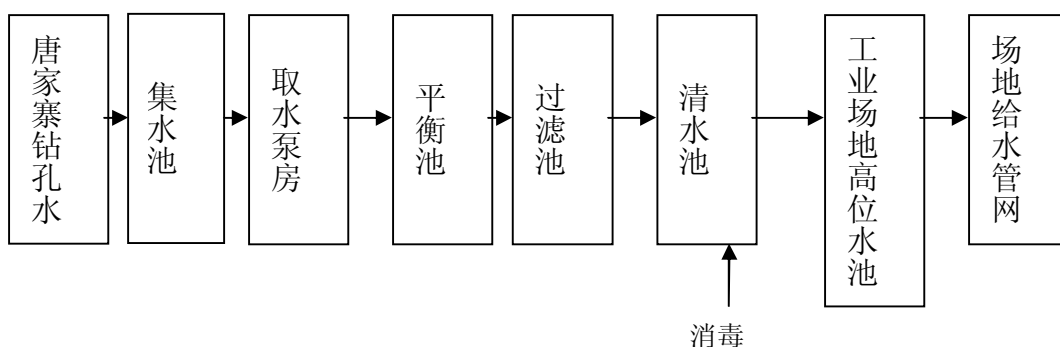 唐家寨钻孔水
集水池
取水泵房
平衡池
过滤池
清水池
工业场地高位水池
场地给水管网
消毒